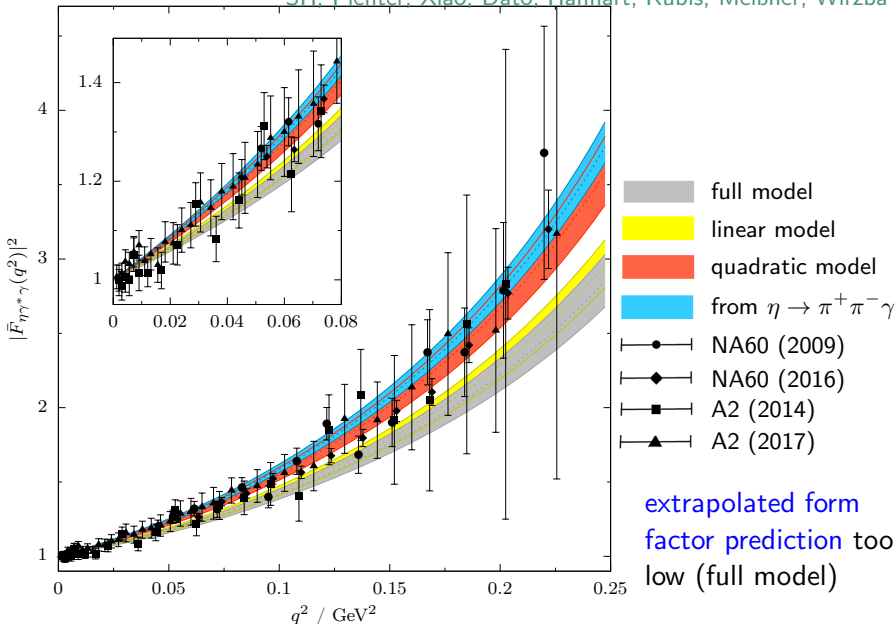 SH, Plenter, Xiao, Dato, Hanhart, Kubis, Meißner, Wirzba
|F̄ηγ*γ(q²)|²
4
3
2
1
1.4
1.2
1
0
0.02
0.04
0.06
0.08
0
0.05
0.1
0.15
0.2
0.25
q² / GeV²
full model
linear model
quadratic model
from η → π⁺π⁻γ
NA60 (2009)
NA60 (2016)
A2 (2014)
A2 (2017)
extrapolated form
factor prediction too
low (full model)